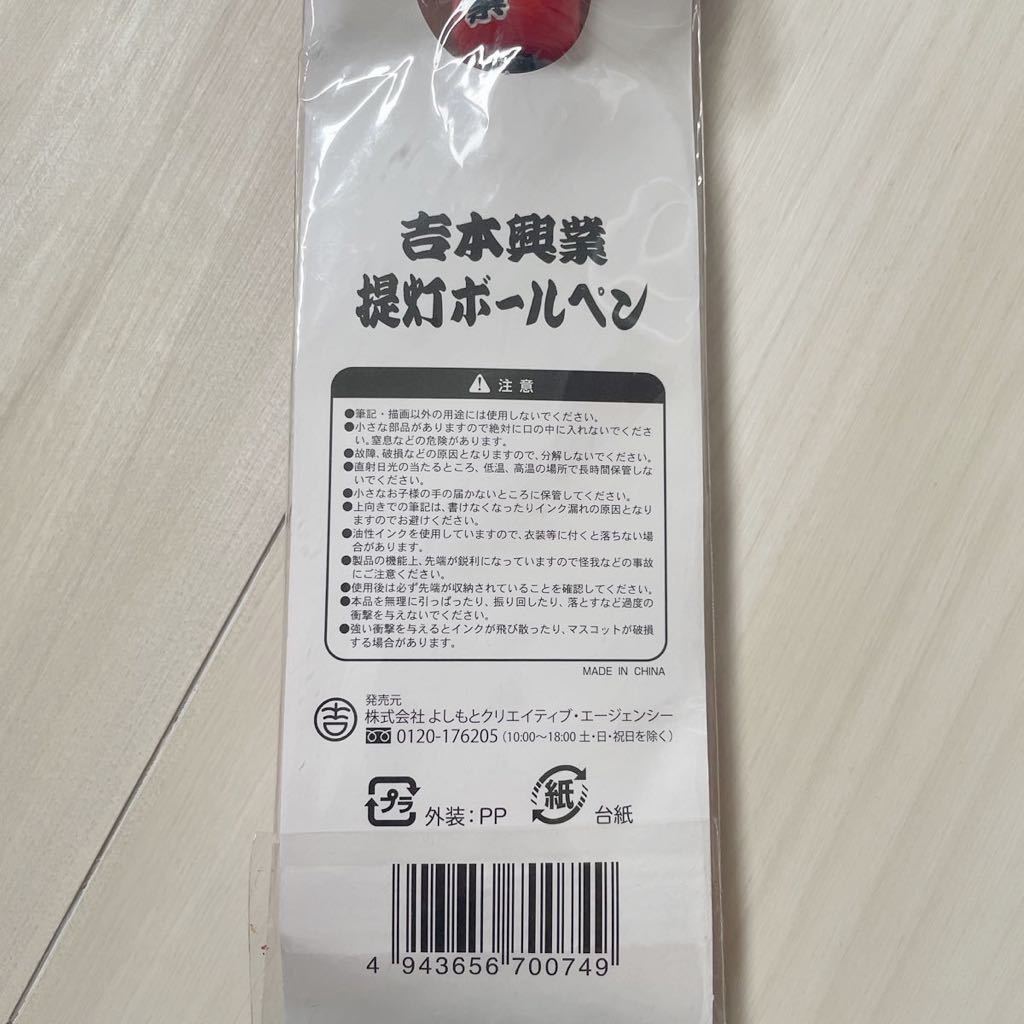 業
吉本興業
提灯ボールペン
注意
●筆記・描画以外の用途には使用しないでください。
●小さな部品がありますので絶対に口の中に入れないでくださ
い。窒息などの危険があります。
●故障、破損などの原因となりますので、分解しないでください。
●直射日光の当たるところ、低温、高温の場所で長時間保管しな
いでください。
●小さなお子様の手の届かないところに保管してください。
●上向きでの筆記は、書けなくなったりインク漏れの原因となり
ますのでお避けください。
●油性インクを使用していますので、衣装等に付くと落ちない場
合があります。
●製品の機能上、先端が鋭利になっていますので怪我などの事故
にご注意ください。
●使用後は必ず先端が収納されていることを確認してください。
●本品を無理に引っぱったり、振り回したり、落とすなど過度の
衝撃を与えないでください。
●強い衝撃を与えるとインクが飛び散ったり、マスコットが破損
する場合があります。
MADE IN CHINA
発売元
吉 株式会社 よしもとクリエイティブ・エージェンシー
0120-176205 (10:00～18:00 土・日・祝日を除く)
プラ 外装:PP 紙 台紙
4 943656 700749